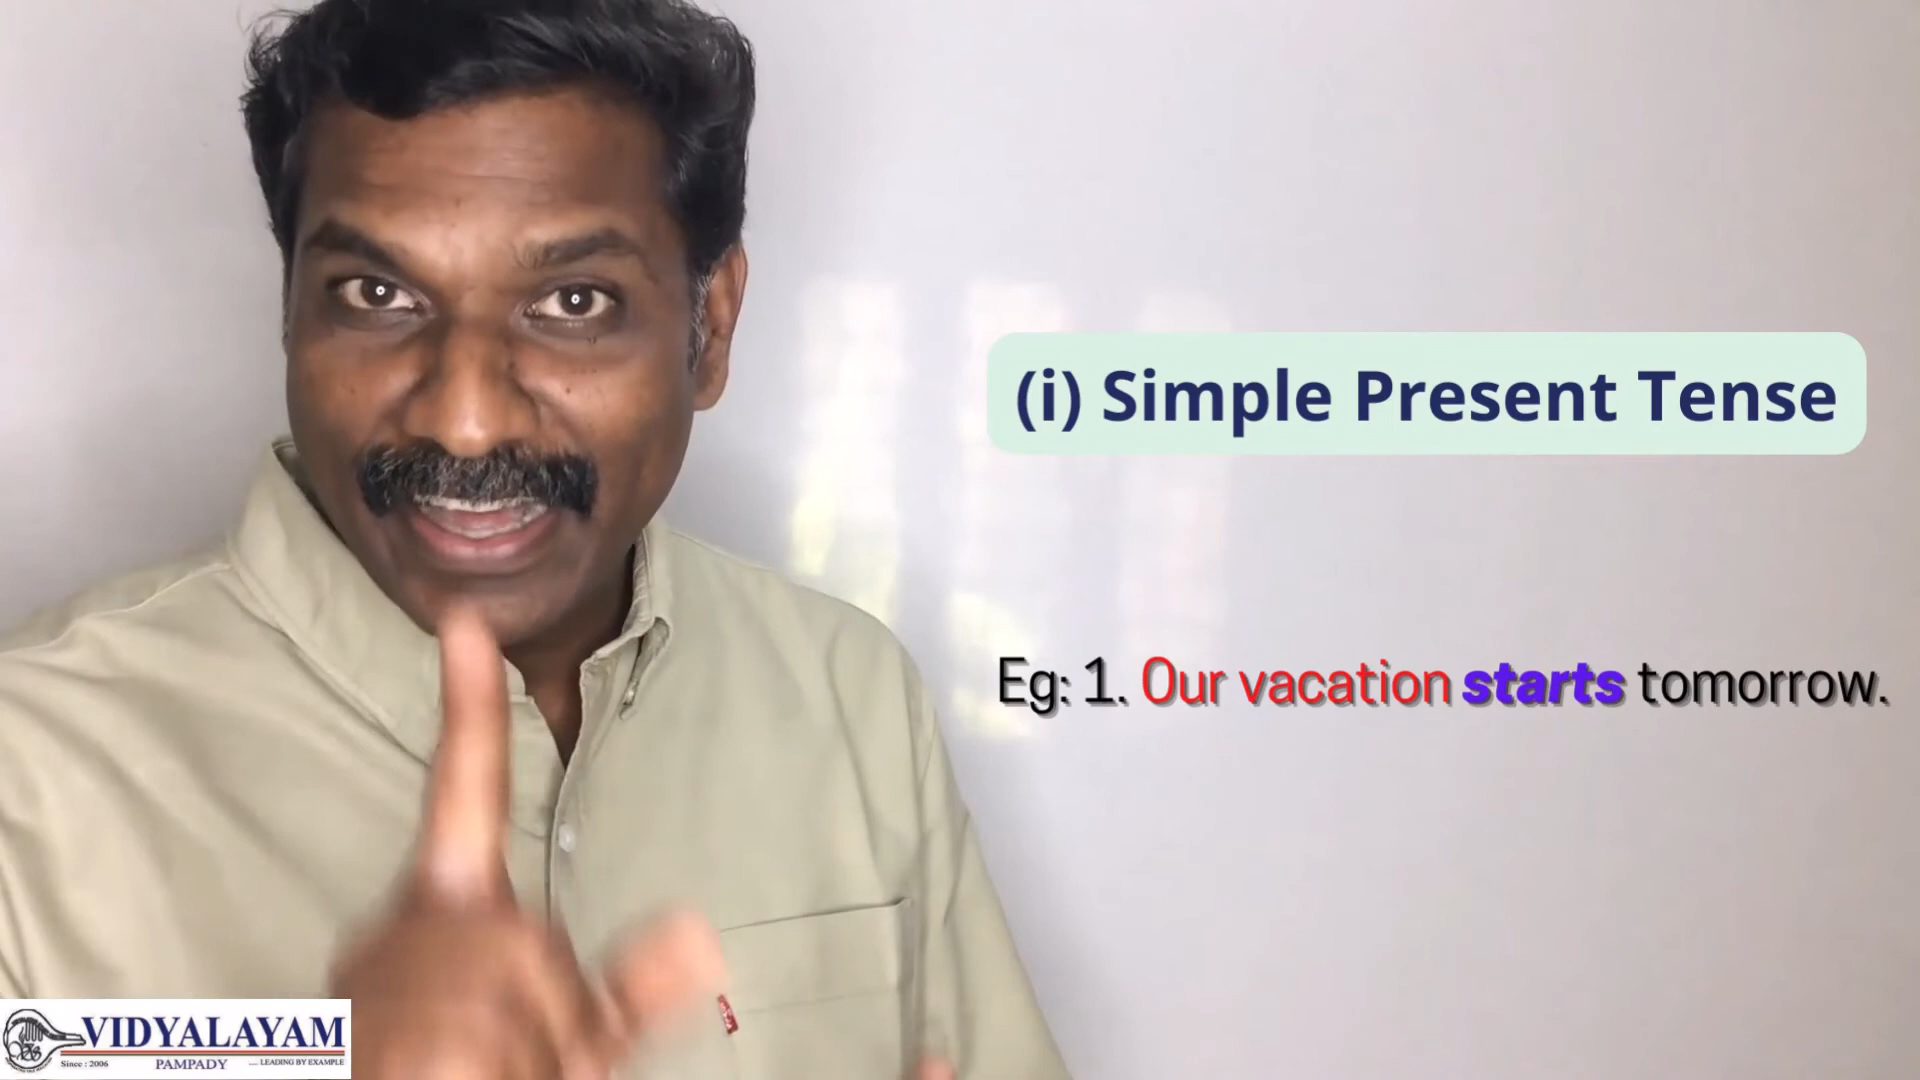 (i) Simple Present Tense
Eg: 1. Our vacation starts tomorrow.
VIDYALAYAM
Since : 2006
PAMPADY
.... LEADING BY EXAMPLE